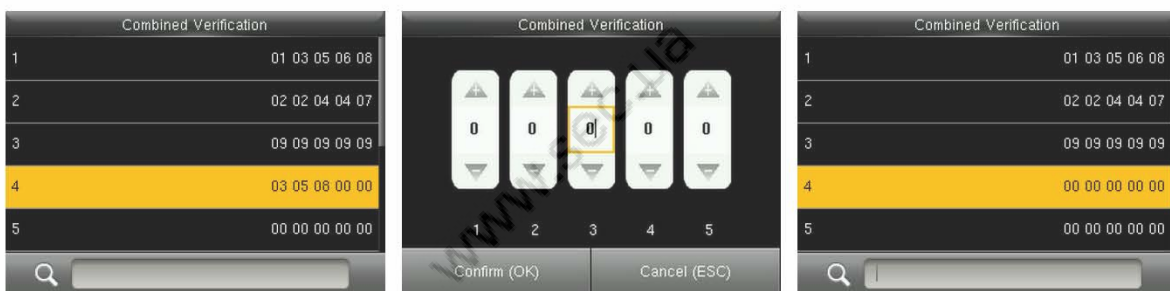 Combined Verification
1 01 03 05 06 08
2 02 02 04 04 07
3 09 09 09 09 09
4 03 05 08 00 00
5 00 00 00 00 00
Combined Verification
0 0 0 0 0
1 2 3 4 5
Confirm (OK) Cancel (ESC)
www.sec.ua
Combined Verification
1 01 03 05 06 08
2 02 02 04 04 07
3 09 09 09 09 09
4 00 00 00 00 00
5 00 00 00 00 00